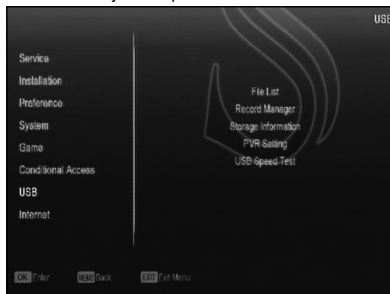 USB
Service
Installation
Preference
System
Game
Conditional Access
USB
Internet
File List
Record Manager
Storage Information
PVR Setting
USB Speed Test
OK Enter
MENU Back
EXIT Exit Menu